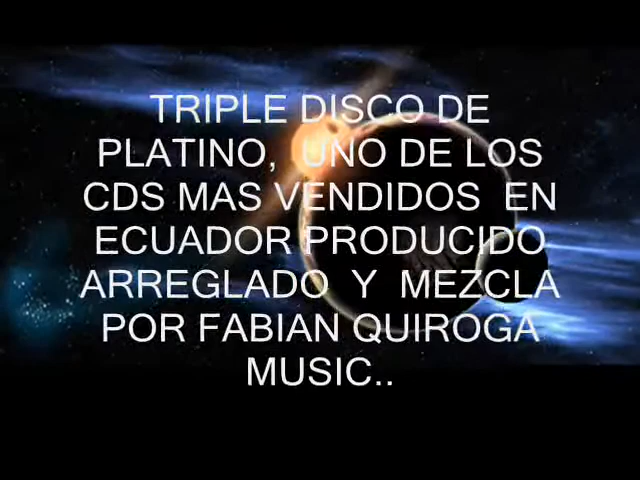 TRIPLE DISCO DE
PLATINO, UNO DE LOS
CDS MAS VENDIDOS EN
ECUADOR PRODUCIDO
ARREGLADO Y MEZCLA
POR FABIAN QUIROGA
MUSIC..